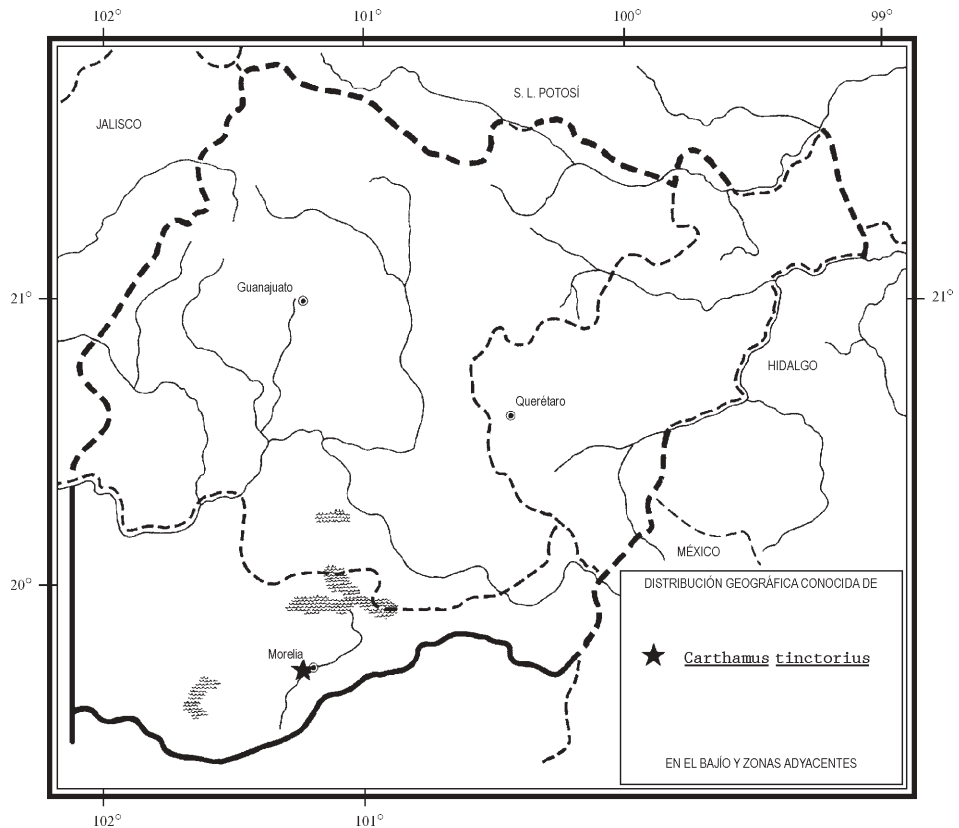 102° 101° 100° 99°
S. L. POTOSÍ
JALISCO
Guanajuato
21° 21°
HIDALGO
Querétaro
MÉXICO
20°
DISTRIBUCIÓN GEOGRÁFICA CONOCIDA DE
Morelia
Carthamus tinctorius
EN EL BAJÍO Y ZONAS ADYACENTES
102° 101°